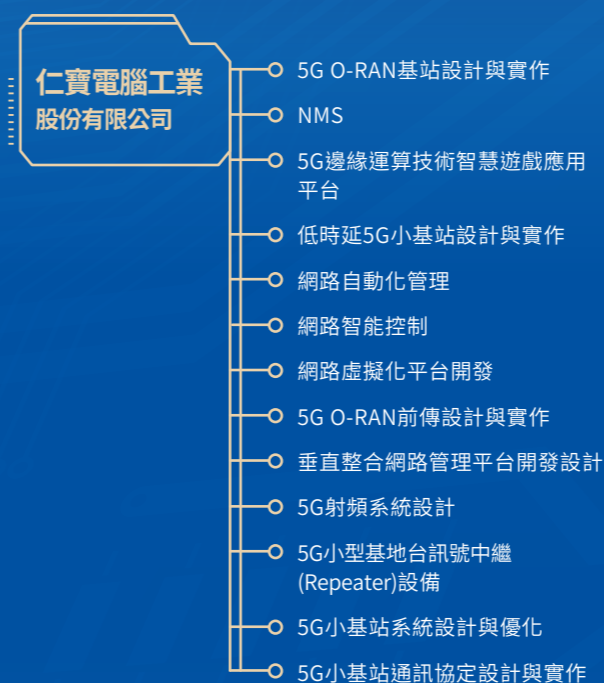 仁寶電腦工業
股份有限公司
5G O-RAN基站設計與實作
NMS
5G邊緣運算技術智慧遊戲應用
平台
低時延5G小基站設計與實作
網路自動化管理
網路智能控制
網路虛擬化平台開發
5G O-RAN前傳設計與實作
垂直整合網路管理平台開發設計
5G射頻系統設計
5G小型基地台訊號中繼
(Repeater)設備
5G小基站系統設計與優化
5G小基站通訊協定設計與實作